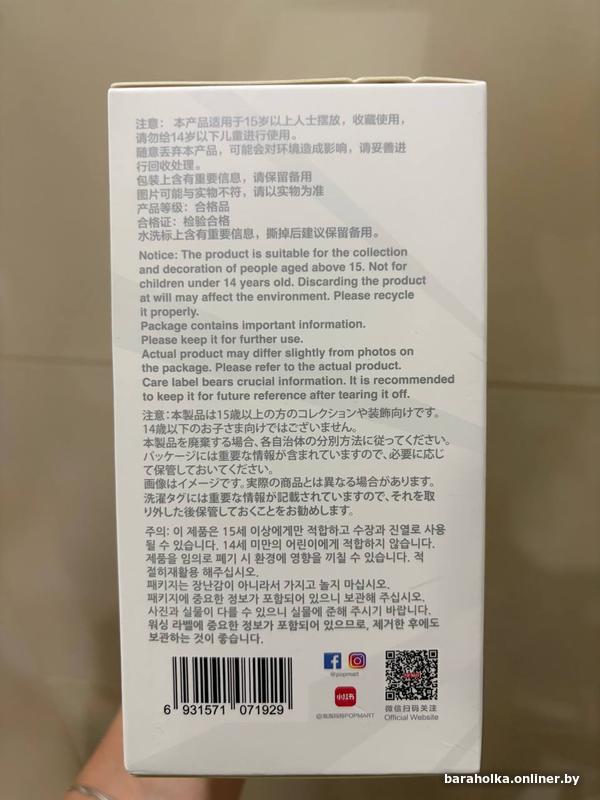 注意： 本产品适用于15岁以上人士摆放，收藏使用，
请勿给14岁以下儿童进行使用。
随意丢弃本产品，可能会对环境造成影响，请妥善进
行回收处理。
包装上含有重要信息，请保留备用
图片可能与实物不符，请以实物为准
产品等级：合格品
合格证：检验合格
水洗标上含有重要信息，撕掉后建议保留备用。
Notice: The product is suitable for the collection
and decoration of people aged above 15. Not for
children under 14 years old. Discarding the product
at will may affect the environment. Please recycle
it properly.
Package contains important information.
Please keep it for further use.
Actual product may differ slightly from photos on
the package. Please refer to the actual product.
Care label bears crucial information. It is recommended
to keep it for future reference after tearing it off.
注意:本製品は15歳以上の方のコレクションや装飾向けです。
14歳以下のお子さま向けではございません。
本製品を廃棄する場合、各自治体の分別方法に従ってください。
パッケージには重要な情報が含まれていますので、必要に応じ
て保管しておいてください。
画像はイメージです。実際の商品とは異なる場合があります。
洗濯タグには重要な情報が記載されていますので、それを取
り外した後保管しておくことをお勧めします。
주의: 이 제품은 15세 이상에게만 적합하고 수장과 진열로 사용
될 수 있습니다. 14세 미만의 어린이에게 적합하지 않습니다.
제품을 임의로 폐기 시 환경에 영향을 끼칠 수 있습니다. 적
절히재활용 해주십시오.
패키지는 장난감이 아니라서 가지고 놀지 마십시오.
패키지에 중요한 정보가 포함되어 있으니 보관해 주십시오.
사진과 실물이 다를 수 있으니 실물에 준해 주시기 바랍니다.
워싱 라벨에 중요한 정보가 포함되어 있으므로, 제거한 후에도
보관하는 것이 좋습니다.
@popmart
小红书
@泡泡玛特POPMART
微信扫码关注
Official Website
6 931571 071929
baraholka.onliner.by